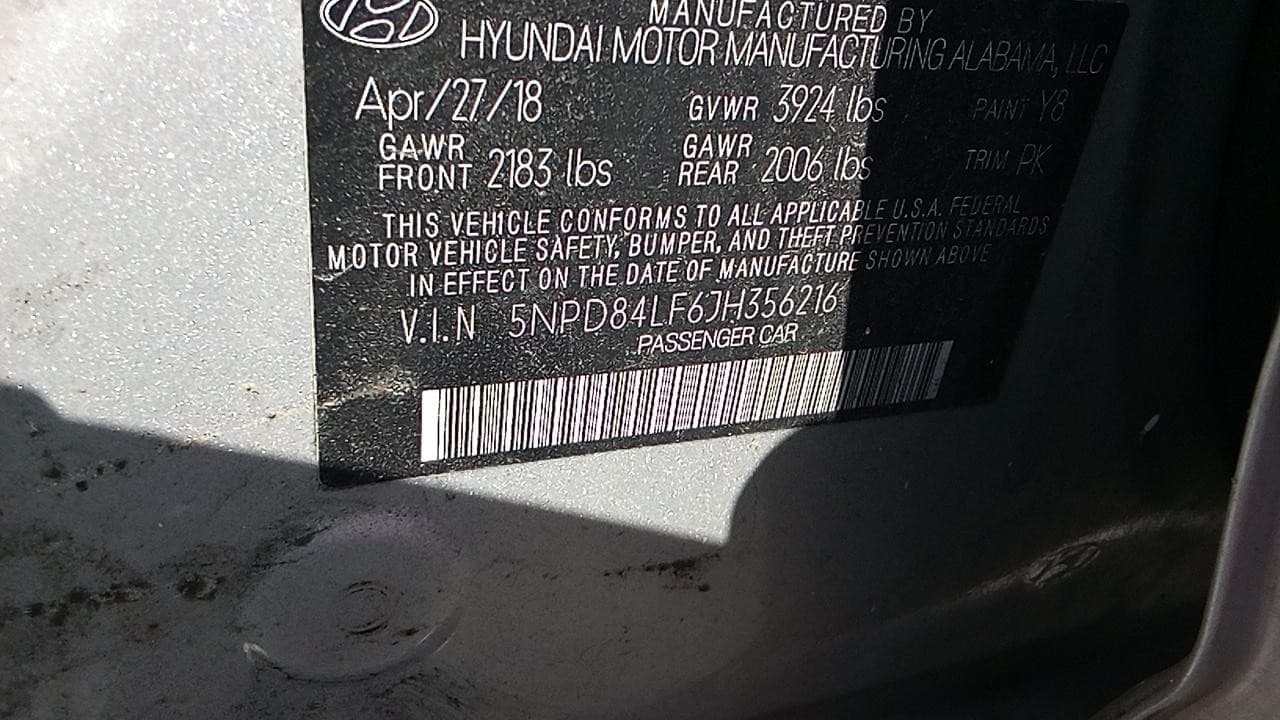 MANUFACTURED BY
HYUNDAI MOTOR MANUFACTURING ALABAMA, LLC
Apr/27/18 GVWR 3924 lbs PAINT Y8
GAWR FRONT 2183 lbs GAWR REAR 2006 lbs TRIM PK
THIS VEHICLE CONFORMS TO ALL APPLICABLE U.S.A. FEDERAL
MOTOR VEHICLE SAFETY, BUMPER, AND THEFT PREVENTION STANDARDS
IN EFFECT ON THE DATE OF MANUFACTURE SHOWN ABOVE
V.I.N 5NPD84LF6JH356216
PASSENGER CAR